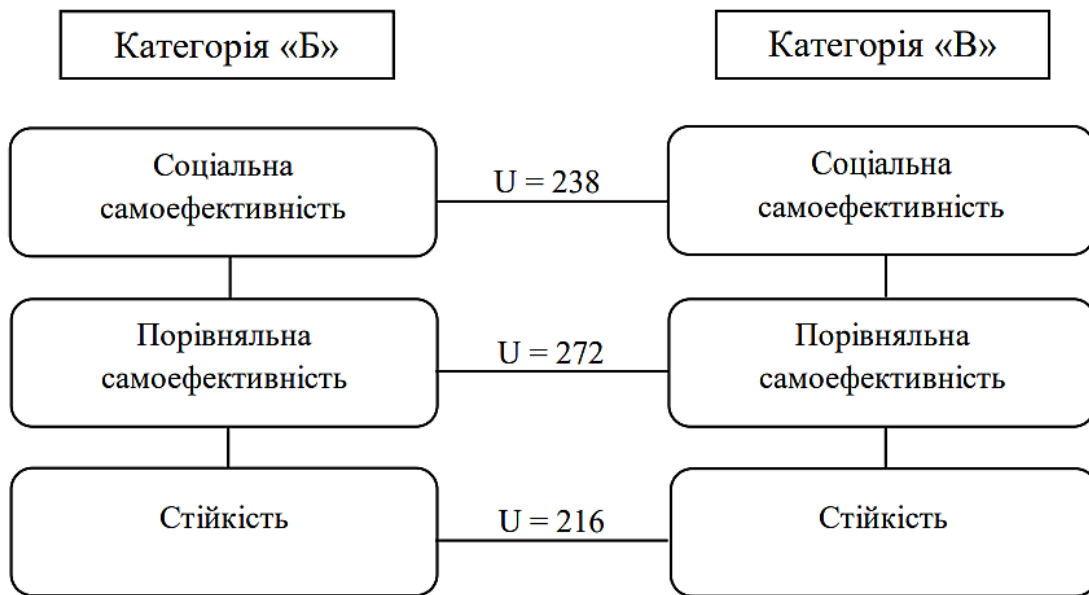 Категорія «Б»
Категорія «В»
Соціальна
самоефективність
U = 238
Соціальна
самоефективність
Порівняльна
самоефективність
U = 272
Порівняльна
самоефективність
Стійкість
U = 216
Стійкість